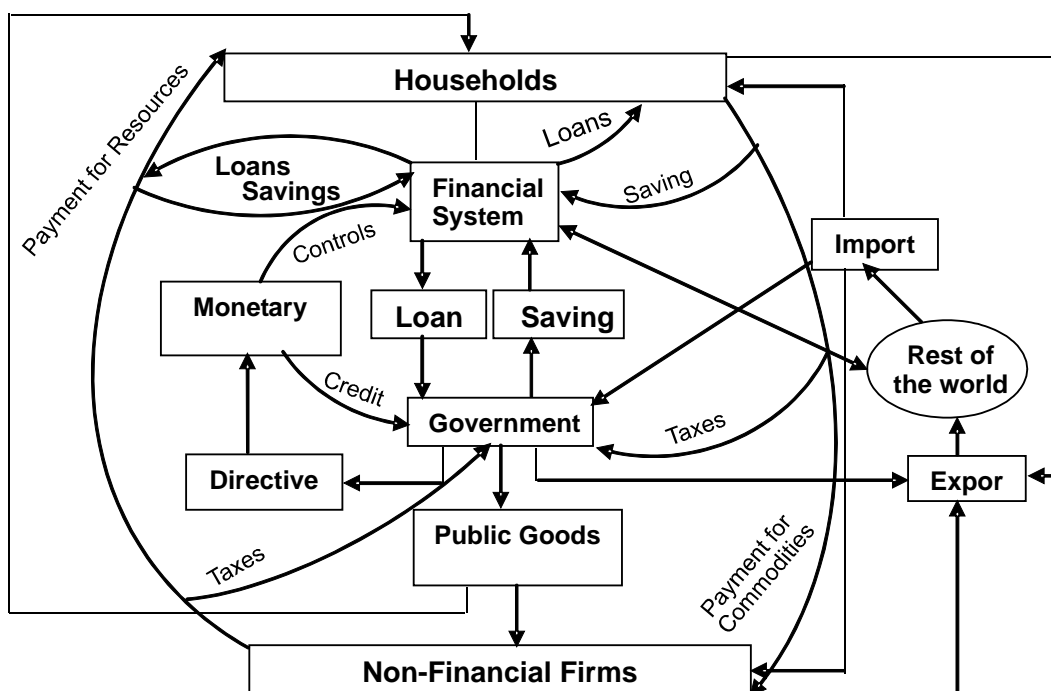 Households
Payment for Resources
Loans
Loans
Savings
Financial
System
Saving
Controls
Import
Monetary
Loan
Saving
Rest of
the world
Credit
Government
Taxes
Directive
Expor
Public Goods
Taxes
Payment for
Commodities
Non-Financial Firms